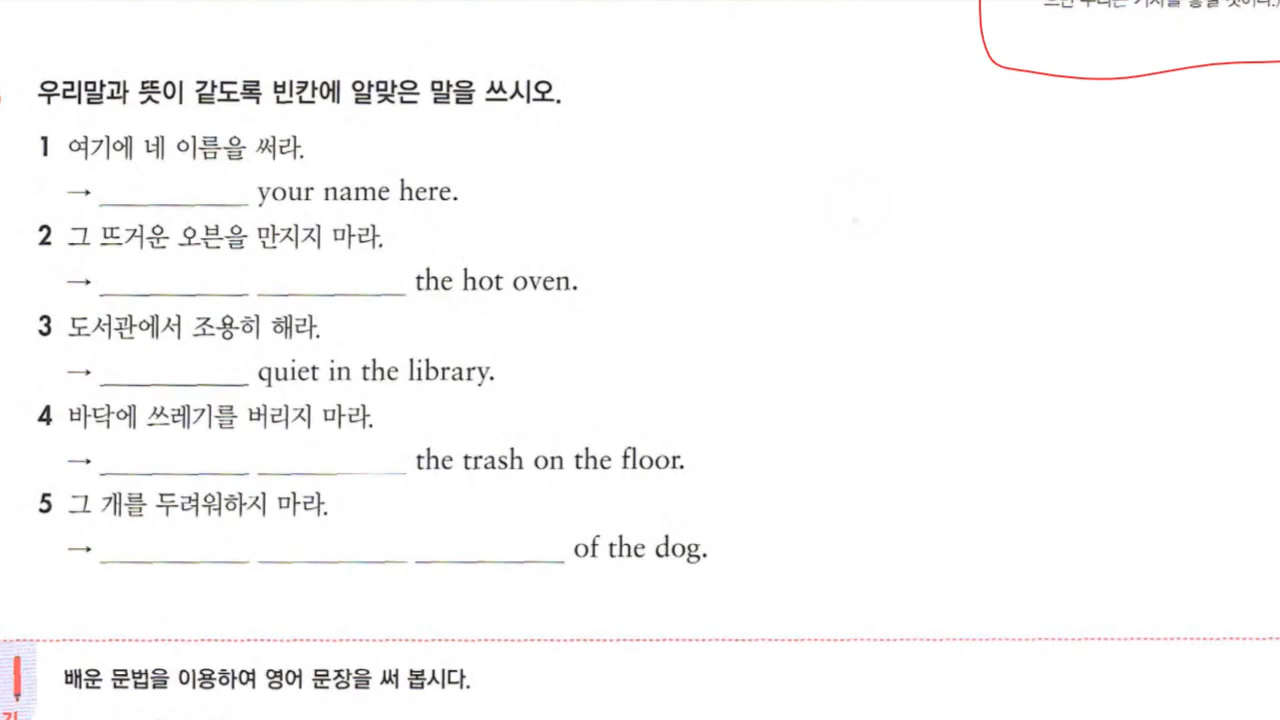 우리말과 뜻이 같도록 빈칸에 알맞은 말을 쓰시오.
1 여기에 네 이름을 써라.
→ __________ your name here.
2 그 뜨거운 오븐을 만지지 마라.
→ __________ __________ the hot oven.
3 도서관에서 조용히 해라.
→ __________ quiet in the library.
4 바닥에 쓰레기를 버리지 마라.
→ __________ __________ the trash on the floor.
5 그 개를 두려워하지 마라.
→ __________ __________ __________ of the dog.
배운 문법을 이용하여 영어 문장을 써 봅시다.